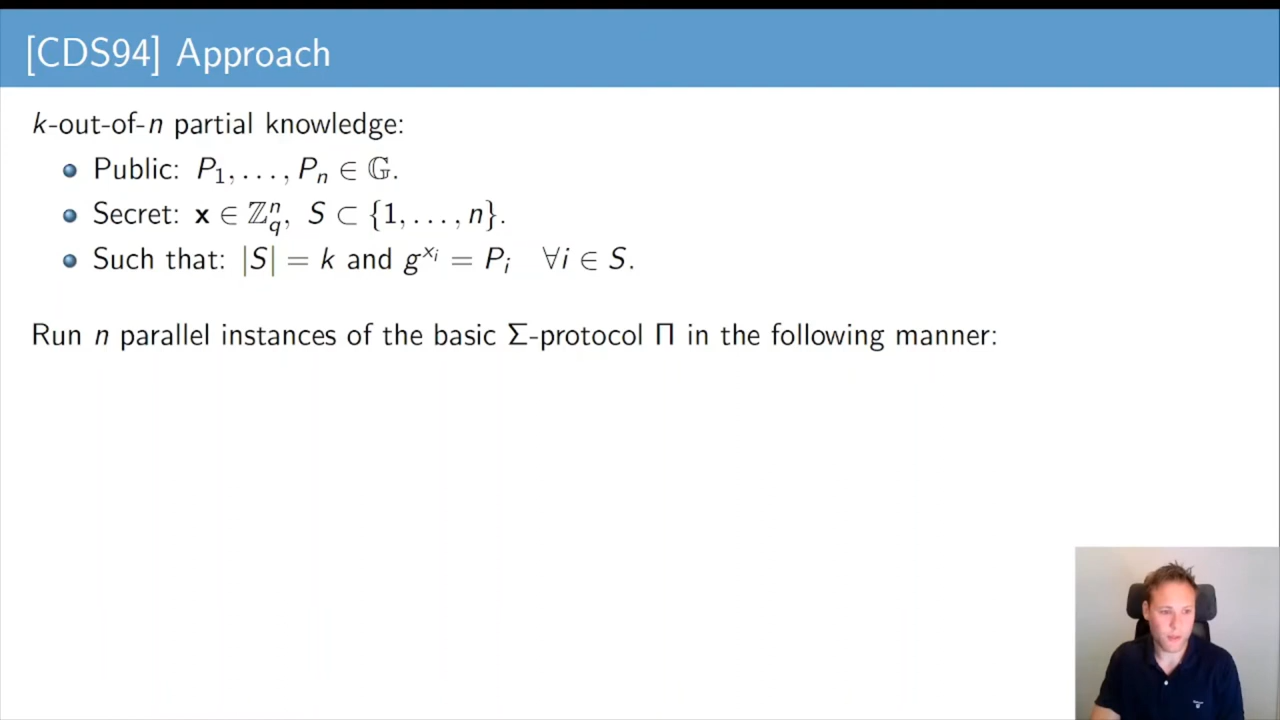 [CDS94] Approach
k-out-of-n partial knowledge:
Public: P₁, . . . , Pₙ ∈ 𝔾.
Secret: 𝐱 ∈ ℤ_q^n, S ⊂ {1, . . . , n}.
Such that: |S| = k and g^{x_i} = P_i ∀i ∈ S.
Run n parallel instances of the basic Σ-protocol Π in the following manner: